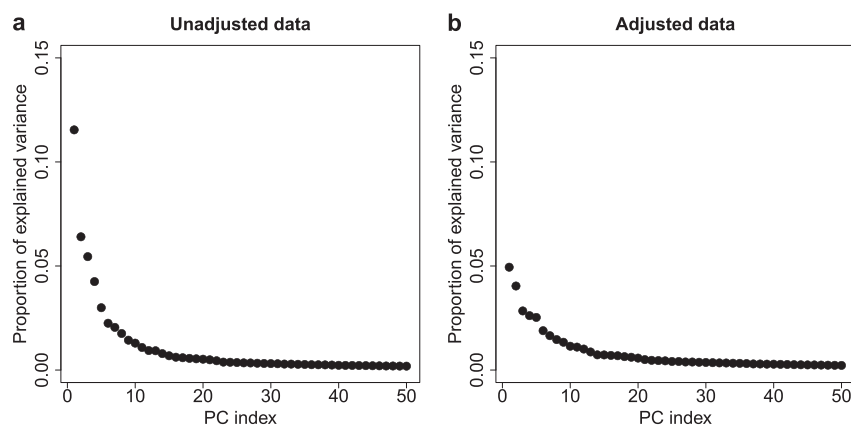 a
Unadjusted data
Proportion of explained variance
0.15
0.10
0.05
0.00
0 10 20 30 40 50
PC index
b
Adjusted data
Proportion of explained variance
0.15
0.10
0.05
0.00
0 10 20 30 40 50
PC index